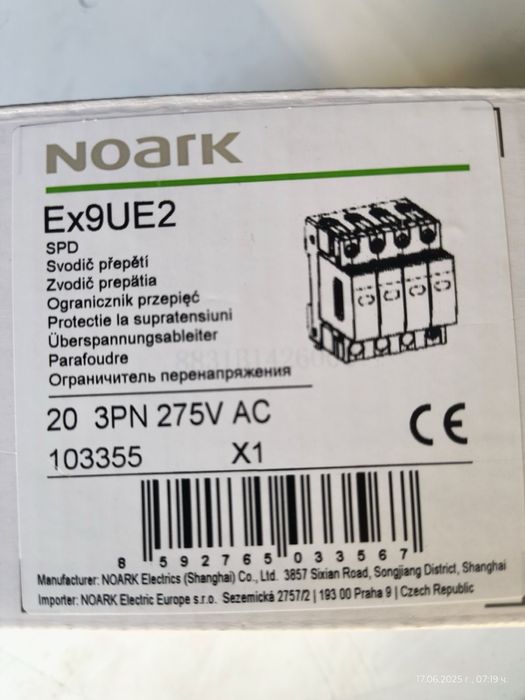 NOARK
Ex9UE2
SPD
Svodič přepětí
Zvodič prepätia
Ogranicznik przepięć
Protectie la supratensiuni
Überspannungsableiter
Parafoudre
Ограничитель перенапряжения
20 3PN 275V AC
103355 X1
CE
8 592765 033567
Manufacturer: NOARK Electrics (Shanghai) Co., Ltd. 3857 Sixian Road, Songjiang District, Shanghai
Importer: NOARK Electric Europe s.r.o. Sezemická 2757/2 | 193 00 Praha 9 | Czech Republic
17.06.2025 г., 07:19 ч.